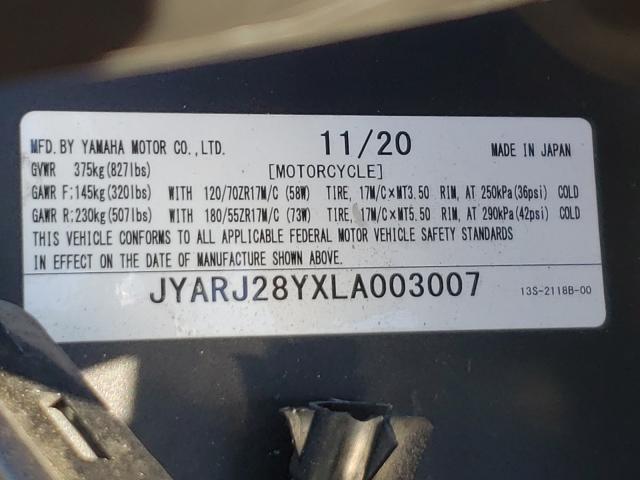 MFD. BY YAMAHA MOTOR CO., LTD. 11/20 MADE IN JAPAN
GVWR 375kg(827lbs) [MOTORCYCLE]
GAWR F:145kg(320lbs) WITH 120/70ZR17M/C(58W) TIRE, 17M/C×MT3.50 RIM, AT 250kPa(36psi) COLD
GAWR R:230kg(507lbs) WITH 180/55ZR17M/C(73W) TIRE, 17M/C×MT5.50 RIM, AT 290kPa(42psi) COLD
THIS VEHICLE CONFORMS TO ALL APPLICABLE FEDERAL MOTOR VEHICLE SAFETY STANDARDS
IN EFFECT ON THE DATE OF MANUFACTURE SHOWN ABOVE.
JYARJ28YXLA003007 13S-2118B-00